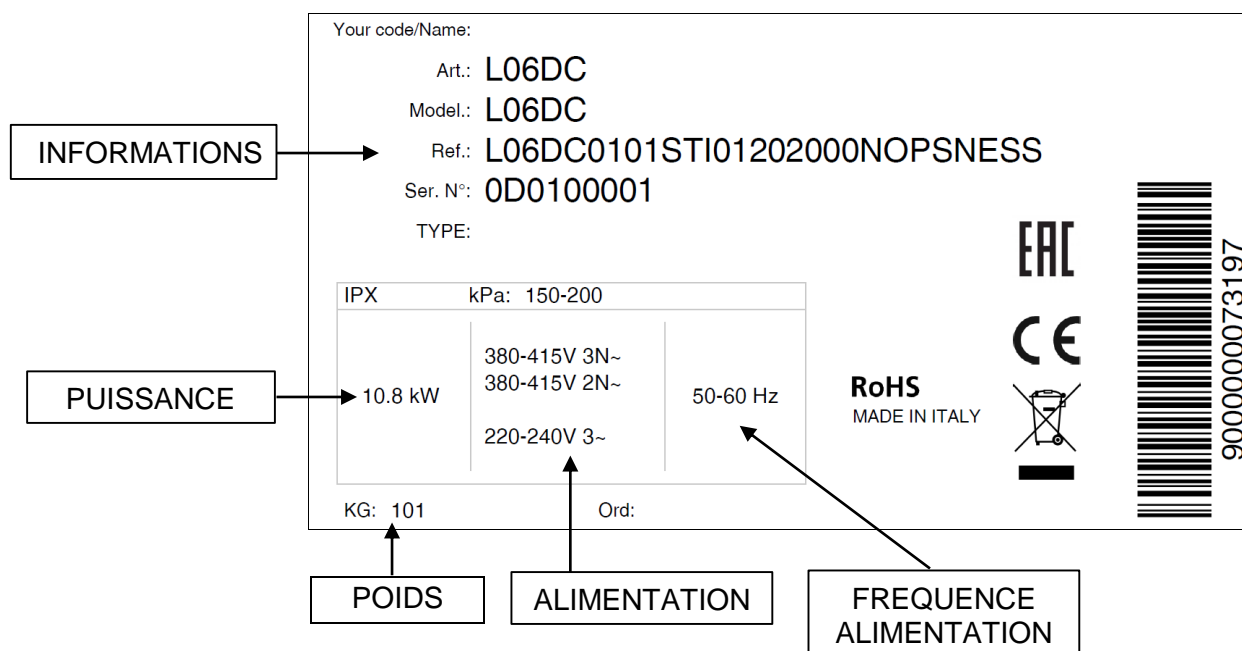 Your code/Name:
Art.: L06DC
Model.: L06DC
INFORMATIONS
Ref.: L06DC0101STI01202000NOPSNESS
Ser. N°: 0D0100001
TYPE:
EAC
IPX kPa: 150-200
CE
380-415V 3N~
380-415V 2N~
PUISSANCE
10.8 kW
50-60 Hz
220-240V 3~
RoHS
MADE IN ITALY
9000000073197
KG: 101 Ord:
POIDS
ALIMENTATION
FREQUENCE
ALIMENTATION